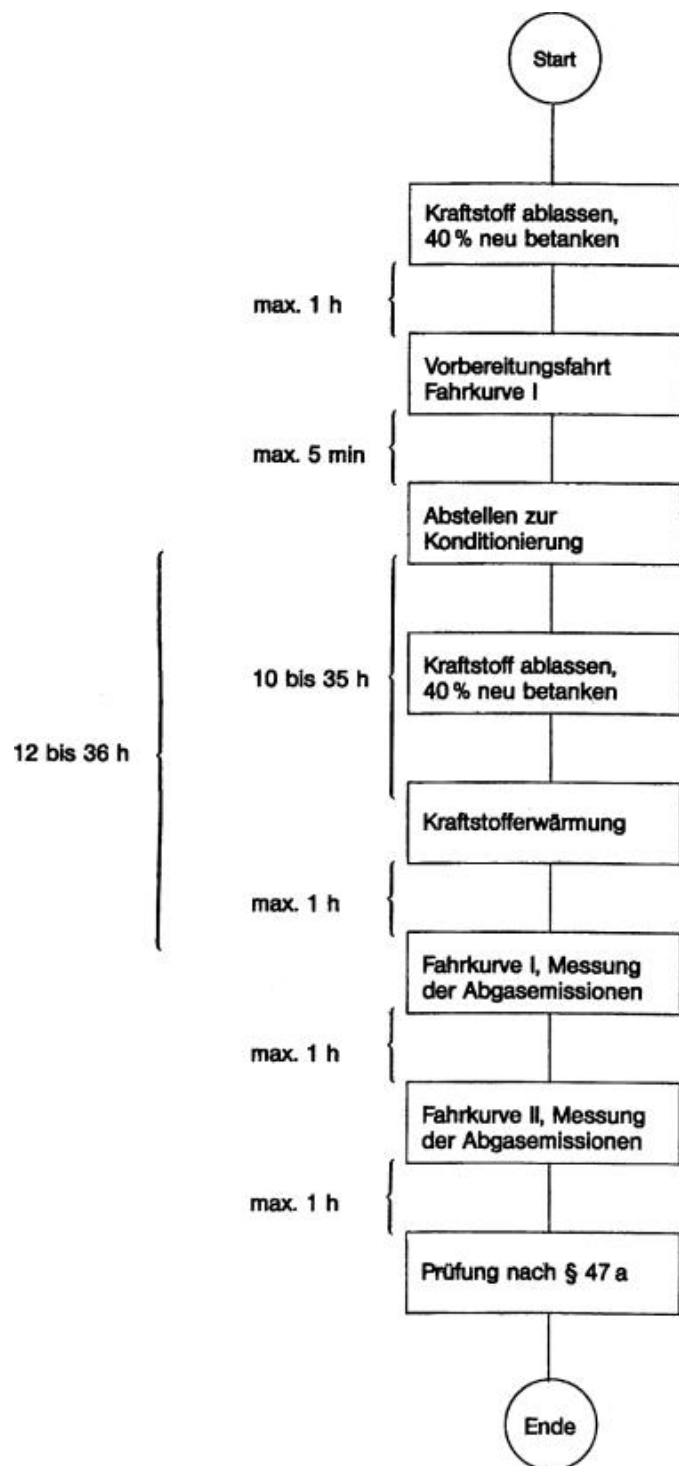 Start
Kraftstoff ablassen,
40 % neu betanken
max. 1 h
Vorbereitungsfahrt
Fahrkurve I
max. 5 min
Abstellen zur
Konditionierung
Kraftstoff ablassen,
40 % neu betanken
10 bis 35 h
12 bis 36 h
Kraftstofferwärmung
max. 1 h
Fahrkurve I, Messung
der Abgasemissionen
max. 1 h
Fahrkurve II, Messung
der Abgasemissionen
max. 1 h
Prüfung nach § 47 a
Ende